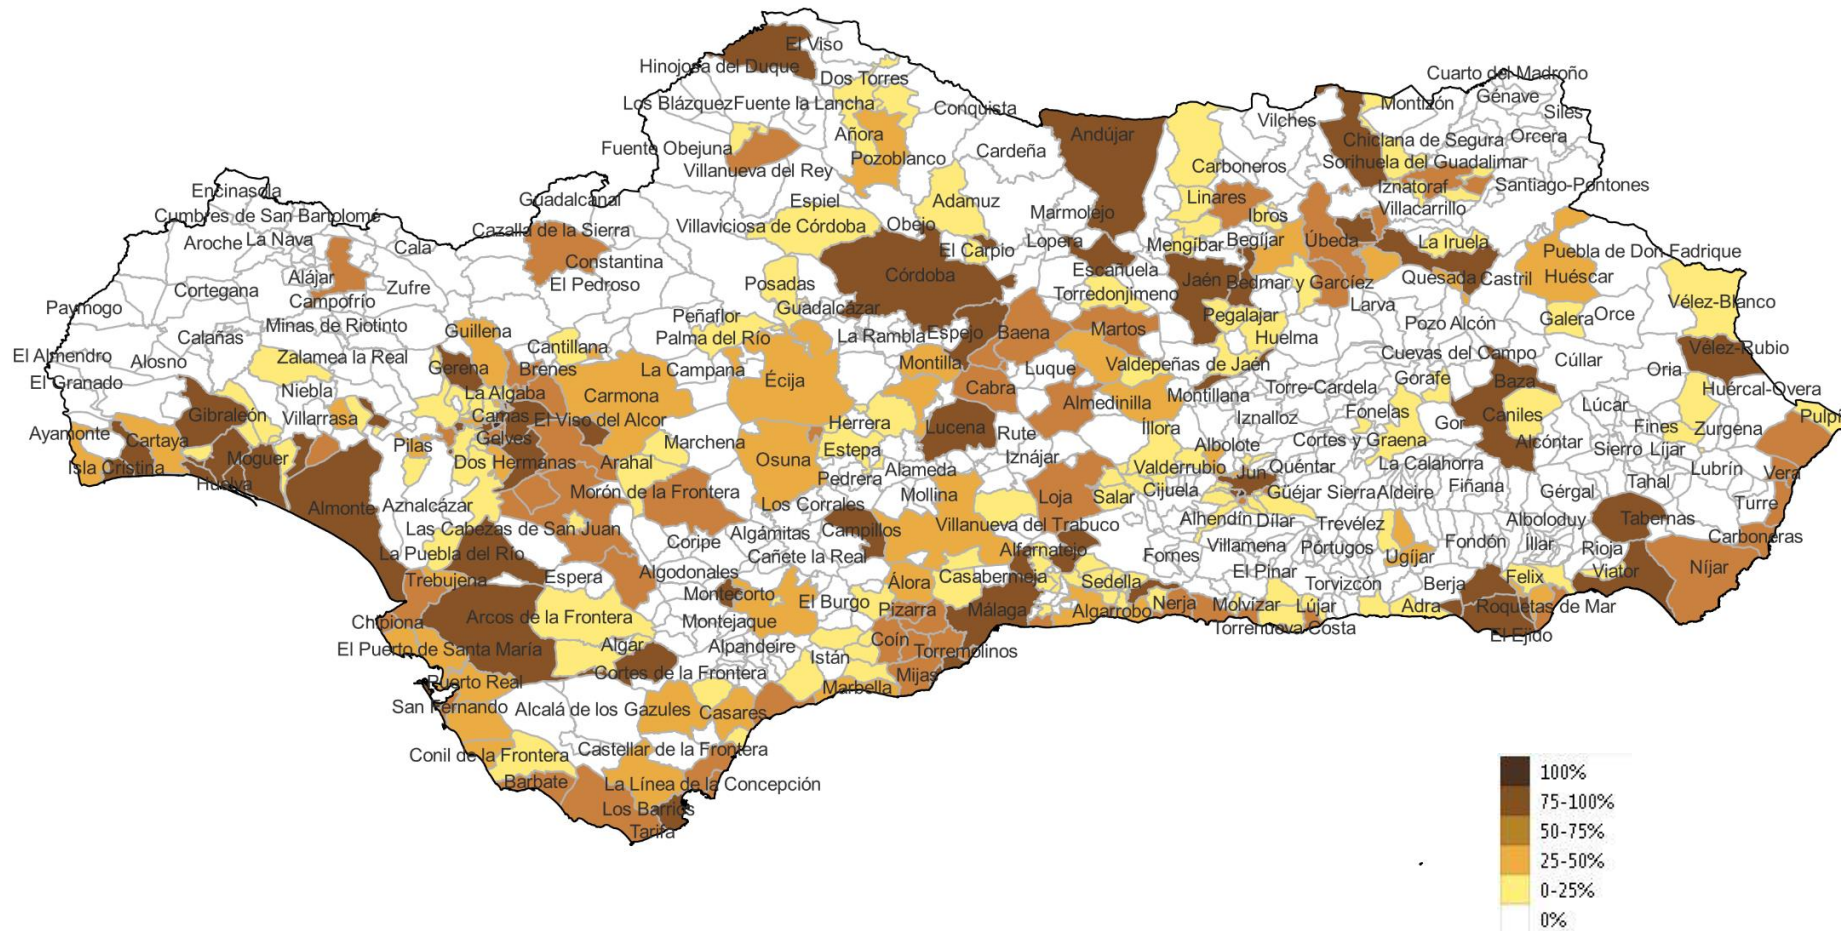 El Viso
Hinojosa del Duque
Dos Torres
Cuarto del Madroño
Génave
Montizón
Siles
Los Blázquez
Fuente la Lancha
Conquista
Vilches
Andújar
Añora
Chiclana de Segura
Orcera
Fuente Obejuna
Pozoblanco
Cardeña
Carboneros
Sorihuela del Guadalimar
Villanueva del Rey
Iznatoraf
Santiago-Pontones
Encinasola
Guadalcanal
Espiel
Adamuz
Linares
Villacarrillo
Cumbres de San Bartolomé
Cazalla de la Sierra
Villaviciosa de Córdoba
Obejo
Marmolejo
Ibros
Aroche
La Nava
Cala
El Carpio
Lopera
Mengíbar
Begíjar
Úbeda
La Iruela
Puebla de Don Fadrique
Constantina
Córdoba
Escañuela
Alájar
Cortegana
Zufre
El Pedroso
Posadas
Torredonjimeno
Jaén
Bedmar y Garcíez
Quesada
Castril
Huéscar
Campofrío
Paymogo
Guadalcázar
Larva
Vélez-Blanco
Peñaflor
Pegalajar
Galera
Orce
Calañas
Minas de Riotinto
Guillena
Palma del Río
La Rambla
Espejo
Baena
Martos
Huelma
Pozo Alcón
El Almendro
Alosno
Zalamea la Real
Cantillana
Montilla
Valdepeñas de Jaén
Cuevas del Campo
Cúllar
Vélez-Rubio
Gerena
Brenes
La Campana
Écija
Luque
Gorafe
Baza
Oria
El Granado
Niebla
La Algaba
Carmona
Cabra
Almedinilla
Montillana
Torre-Cardela
Huércal-Overa
Gibraleón
Villarrasa
Camas
El Viso del Alcor
Herrera
Lucena
Rute
Íllora
Iznalloz
Fonelas
Gor
Caniles
Lúcar
Fines
Zurgena
Pulpí
Ayamonte
Cartaya
Pilas
Gelves
Marchena
Estepa
Iznájar
Albolote
Cortes y Graena
Alcóntar
Sierro
Líjar
Isla Cristina
Moguer
Dos Hermanas
Arahal
Osuna
Alameda
Valderrubio
Jun
Quéntar
La Calahorra
Lubrín
Vera
Huelva
Pedrera
Cijuela
Fiñana
Tahal
Almonte
Aznalcázar
Morón de la Frontera
Los Corrales
Mollina
Loja
Salar
Güéjar Sierra
Aldeire
Gérgal
Turre
Las Cabezas de San Juan
Algámitas
Campillos
Villanueva del Trabuco
Alhendín
Dílar
Trevélez
Alboloduy
Tabernas
Carboneras
La Puebla del Río
Coripe
Cañete la Real
Alfarnatejo
Fornes
Villamena
Pórtugos
Ugíjar
Fondón
Íllar
Rioja
Trebujena
Espera
Algodonales
Álora
Casabermeja
Sedella
El Pinar
Torvizcón
Berja
Felix
Viator
Níjar
Montecorto
El Burgo
Pizarra
Málaga
Algarrobo
Nerja
Molvízar
Lújar
Adra
Roquetas de Mar
Chipiona
Arcos de la Frontera
Montejaque
Torrenueva Costa
El Ejido
El Puerto de Santa María
Algar
Alpandeire
Istán
Coín
Torremolinos
Puerto Real
Cortes de la Frontera
Marbella
Mijas
San Fernando
Alcalá de los Gazules
Casares
Conil de la Frontera
Castellar de la Frontera
Barbate
La Línea de la Concepción
Los Barrios
Tarifa
100%
75-100%
50-75%
25-50%
0-25%
0%